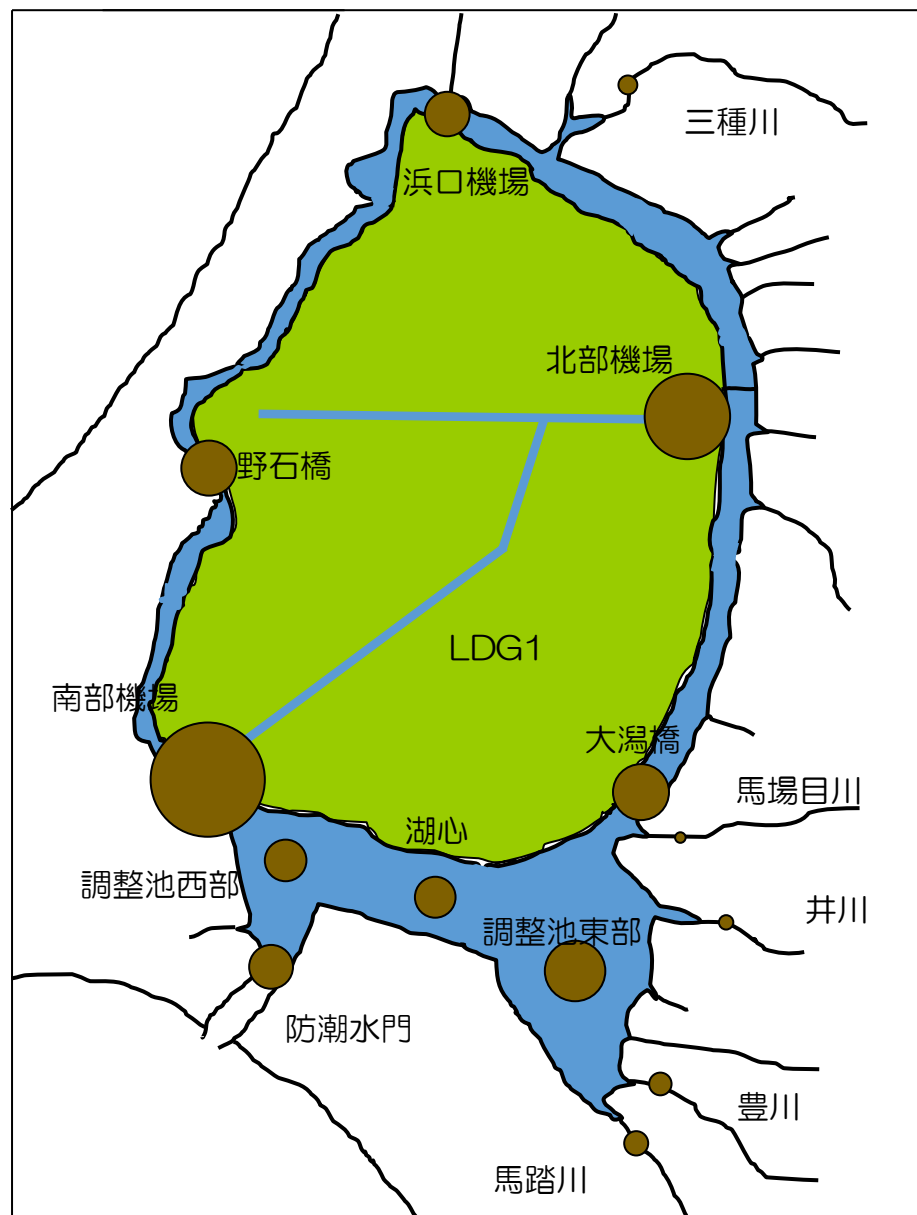 三種川
浜口機場
北部機場
野石橋
LDG1
南部機場
大潟橋
馬場目川
湖心
調整池西部
井川
調整池東部
防潮水門
豊川
馬踏川